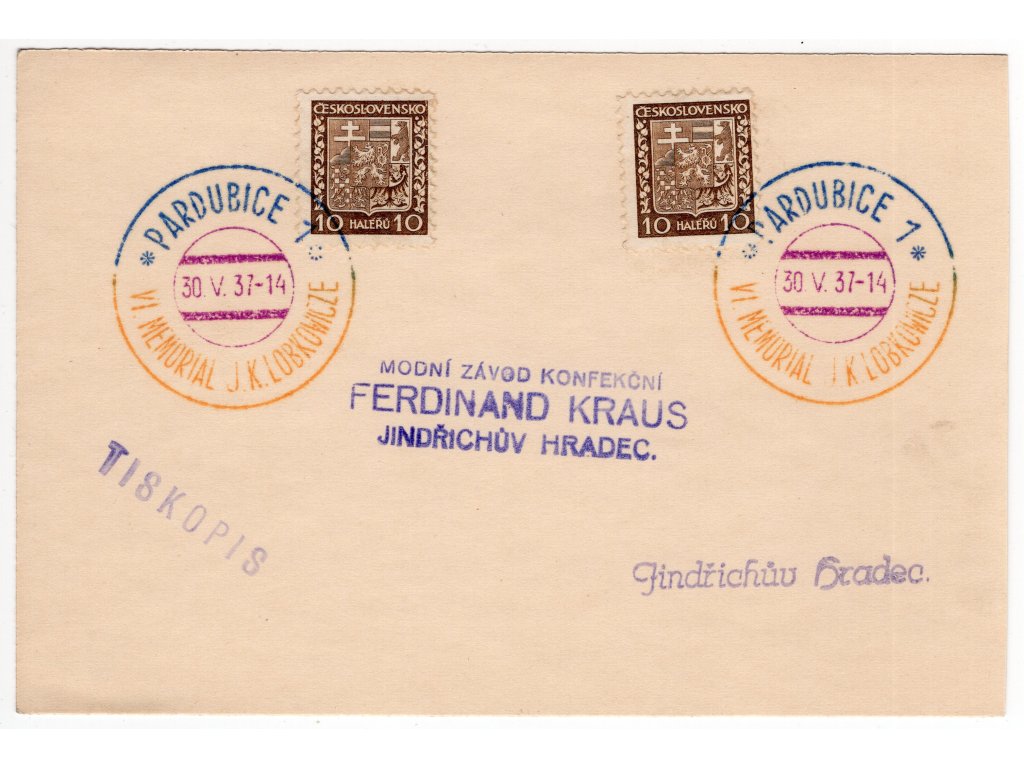 ČESKOSLOVENSKO
10 HALÉŘŮ 10
ČESKOSLOVENSKO
10 HALÉŘŮ 10
* PARDUBICE 1 *
30. V. 37-14
VI. MEMORIAL J.K. LOBKOWICZE
* PARDUBICE 1 *
30 V. 37-14
VI. MEMORIAL J K. LOBKOWICZE
MODNÍ ZÁVOD KONFEKČNÍ
FERDINAND KRAUS
JINDŘICHŮV HRADEC.
TISKOPIS
Jindřichův Hradec.